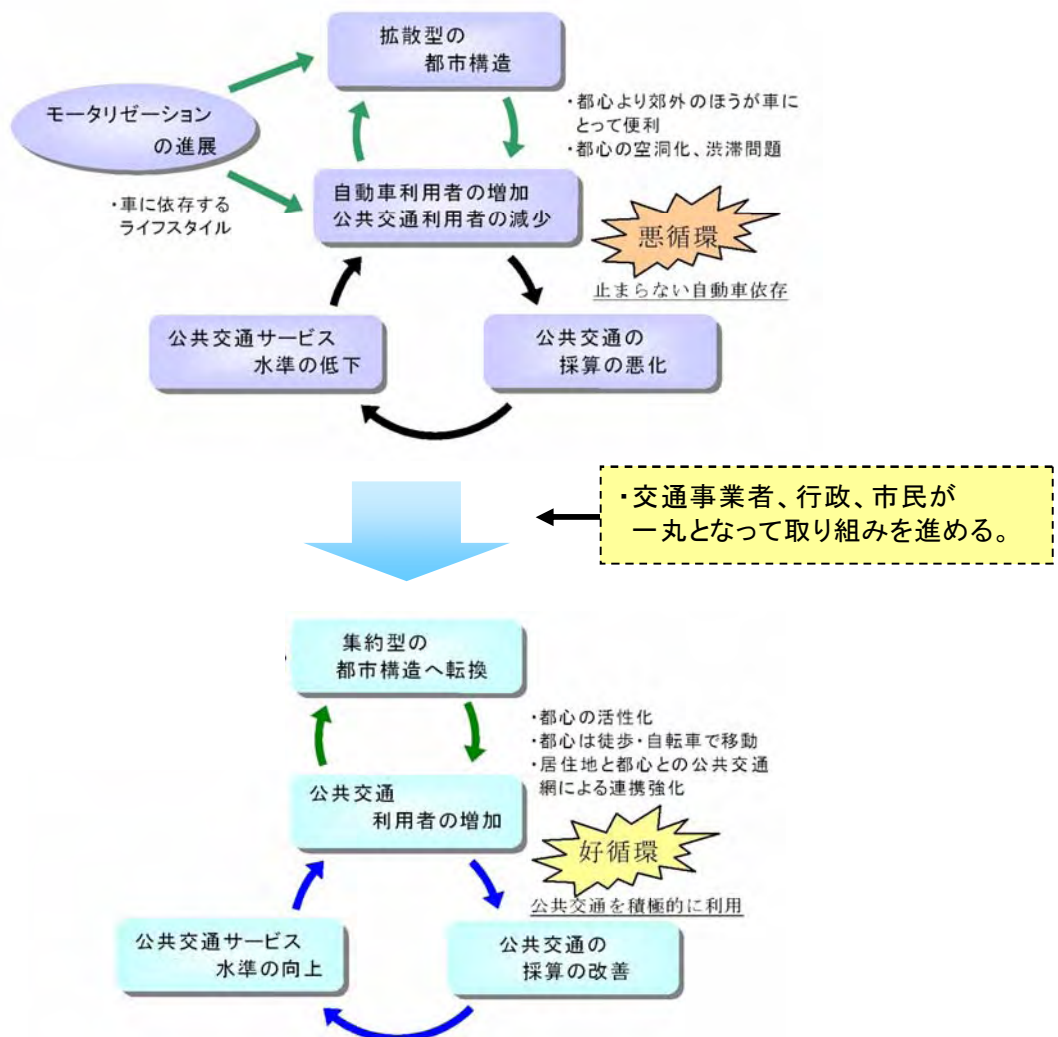 拡散型の
都市構造
モータリゼーション
の進展
・都心より郊外のほうが車に
とって便利
・都心の空洞化、渋滞問題
・車に依存する
ライフスタイル
自動車利用者の増加
公共交通利用者の減少
悪循環
止まらない自動車依存
公共交通サービス
水準の低下
公共交通の
採算の悪化
・交通事業者、行政、市民が
一丸となって取り組みを進める。
集約型の
都市構造へ転換
・都心の活性化
・都心は徒歩・自転車で移動
・居住地と都心との公共交通
網による連携強化
公共交通
利用者の増加
好循環
公共交通を積極的に利用
公共交通サービス
水準の向上
公共交通の
採算の改善